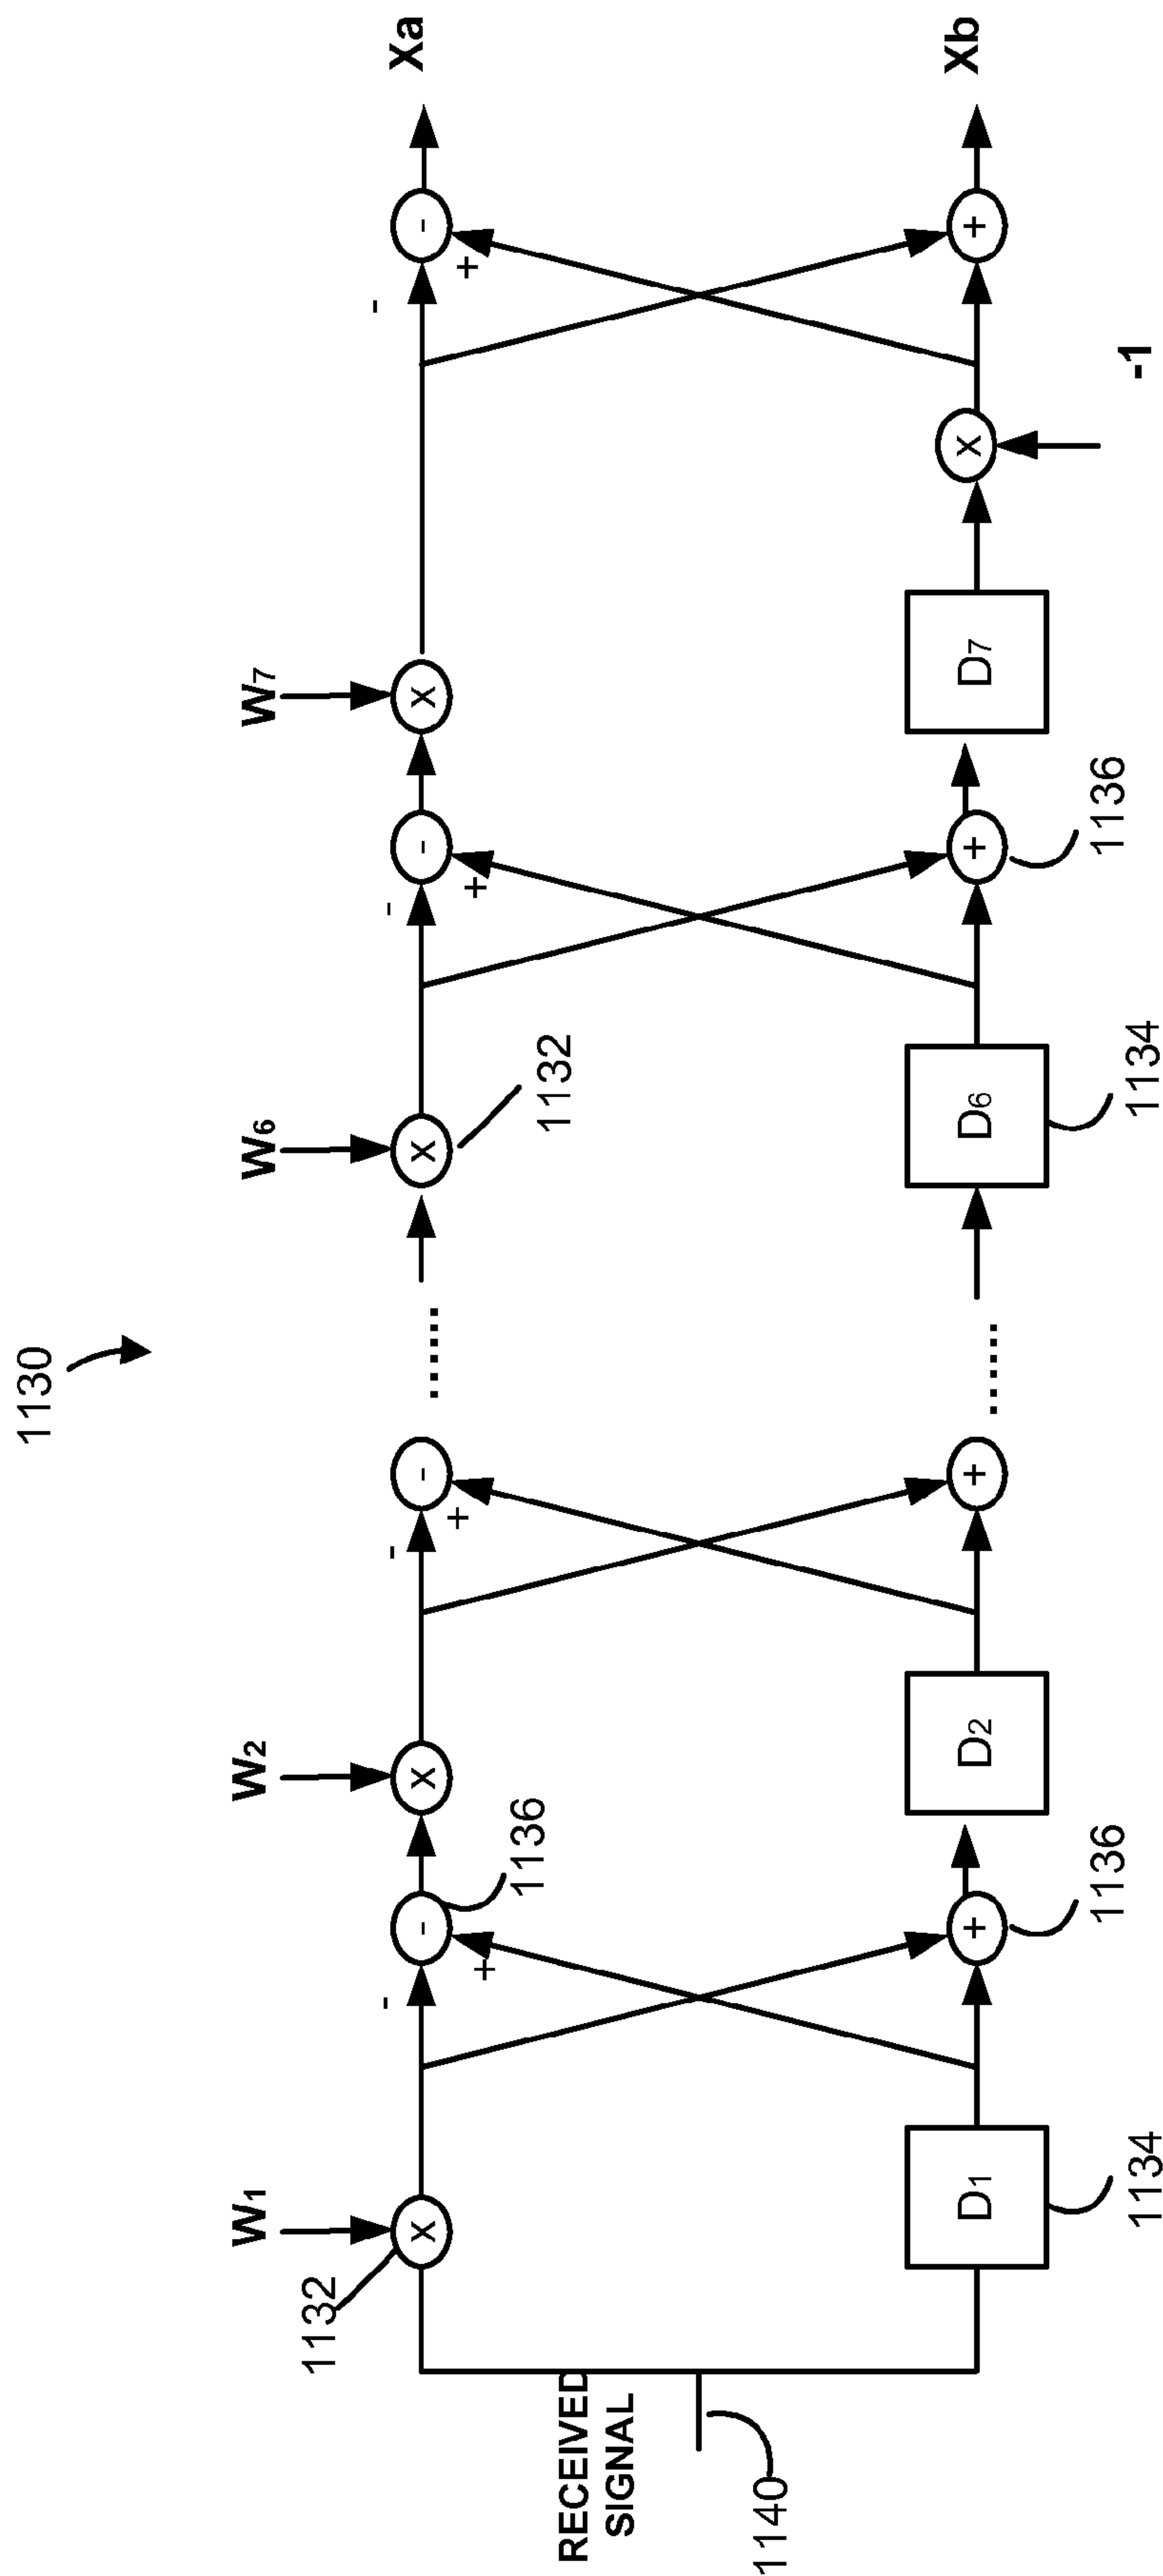 1130
W1
W2
W6
W7
1132
1132
- - - -
+ + + +
x x x x
- - - -
Xa
1136
RECEIVED
SIGNAL
1140
......
......
D1
D2
D6
D7
+ + + +
x
-1
Xb
1134
1136
1134
1136